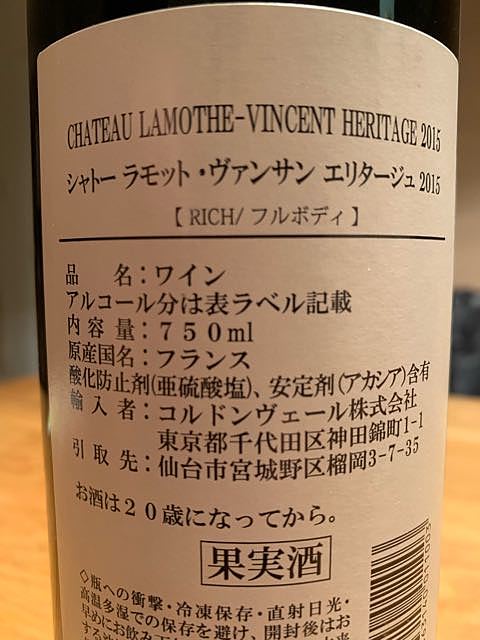 CHATEAU LAMOTHE-VINCENT HERITAGE 2015
シャトー ラモット・ヴァンサン エリタージュ 2015
【 RICH/ フルボディ 】
品　　名：ワイン
アルコール分は表ラベル記載
内 容 量：７５０ml
原産国名：フランス
酸化防止剤(亜硫酸塩)、安定剤(アカシア)含有
輸 入 者：コルドンヴェール株式会社
東京都千代田区神田錦町1-1
引 取 先：仙台市宮城野区榴岡3-7-35
お酒は２０歳になってから。
果実酒
◇瓶への衝撃・冷凍保存・直射日光・
高温多湿での保存を避け、開封後はお
早めにお飲み